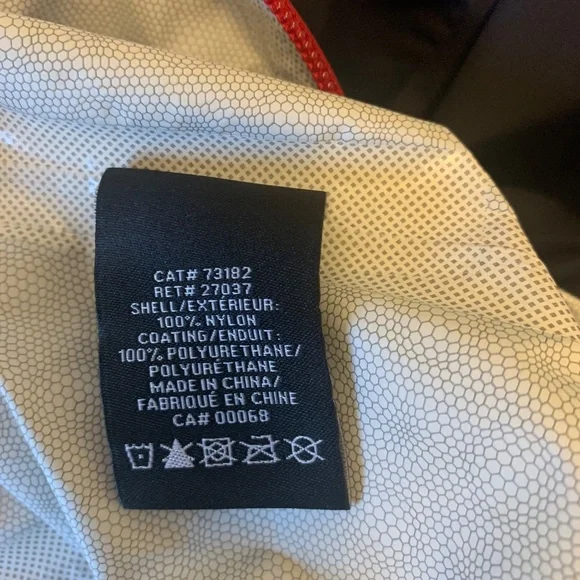 CAT# 73182
RET# 27037
SHELL/EXTÉRIEUR:
100% NYLON
COATING/ENDUIT:
100% POLYURETHANE/
POLYURÉTHANE
MADE IN CHINA/
FABRIQUÉ EN CHINE
CA# 00068